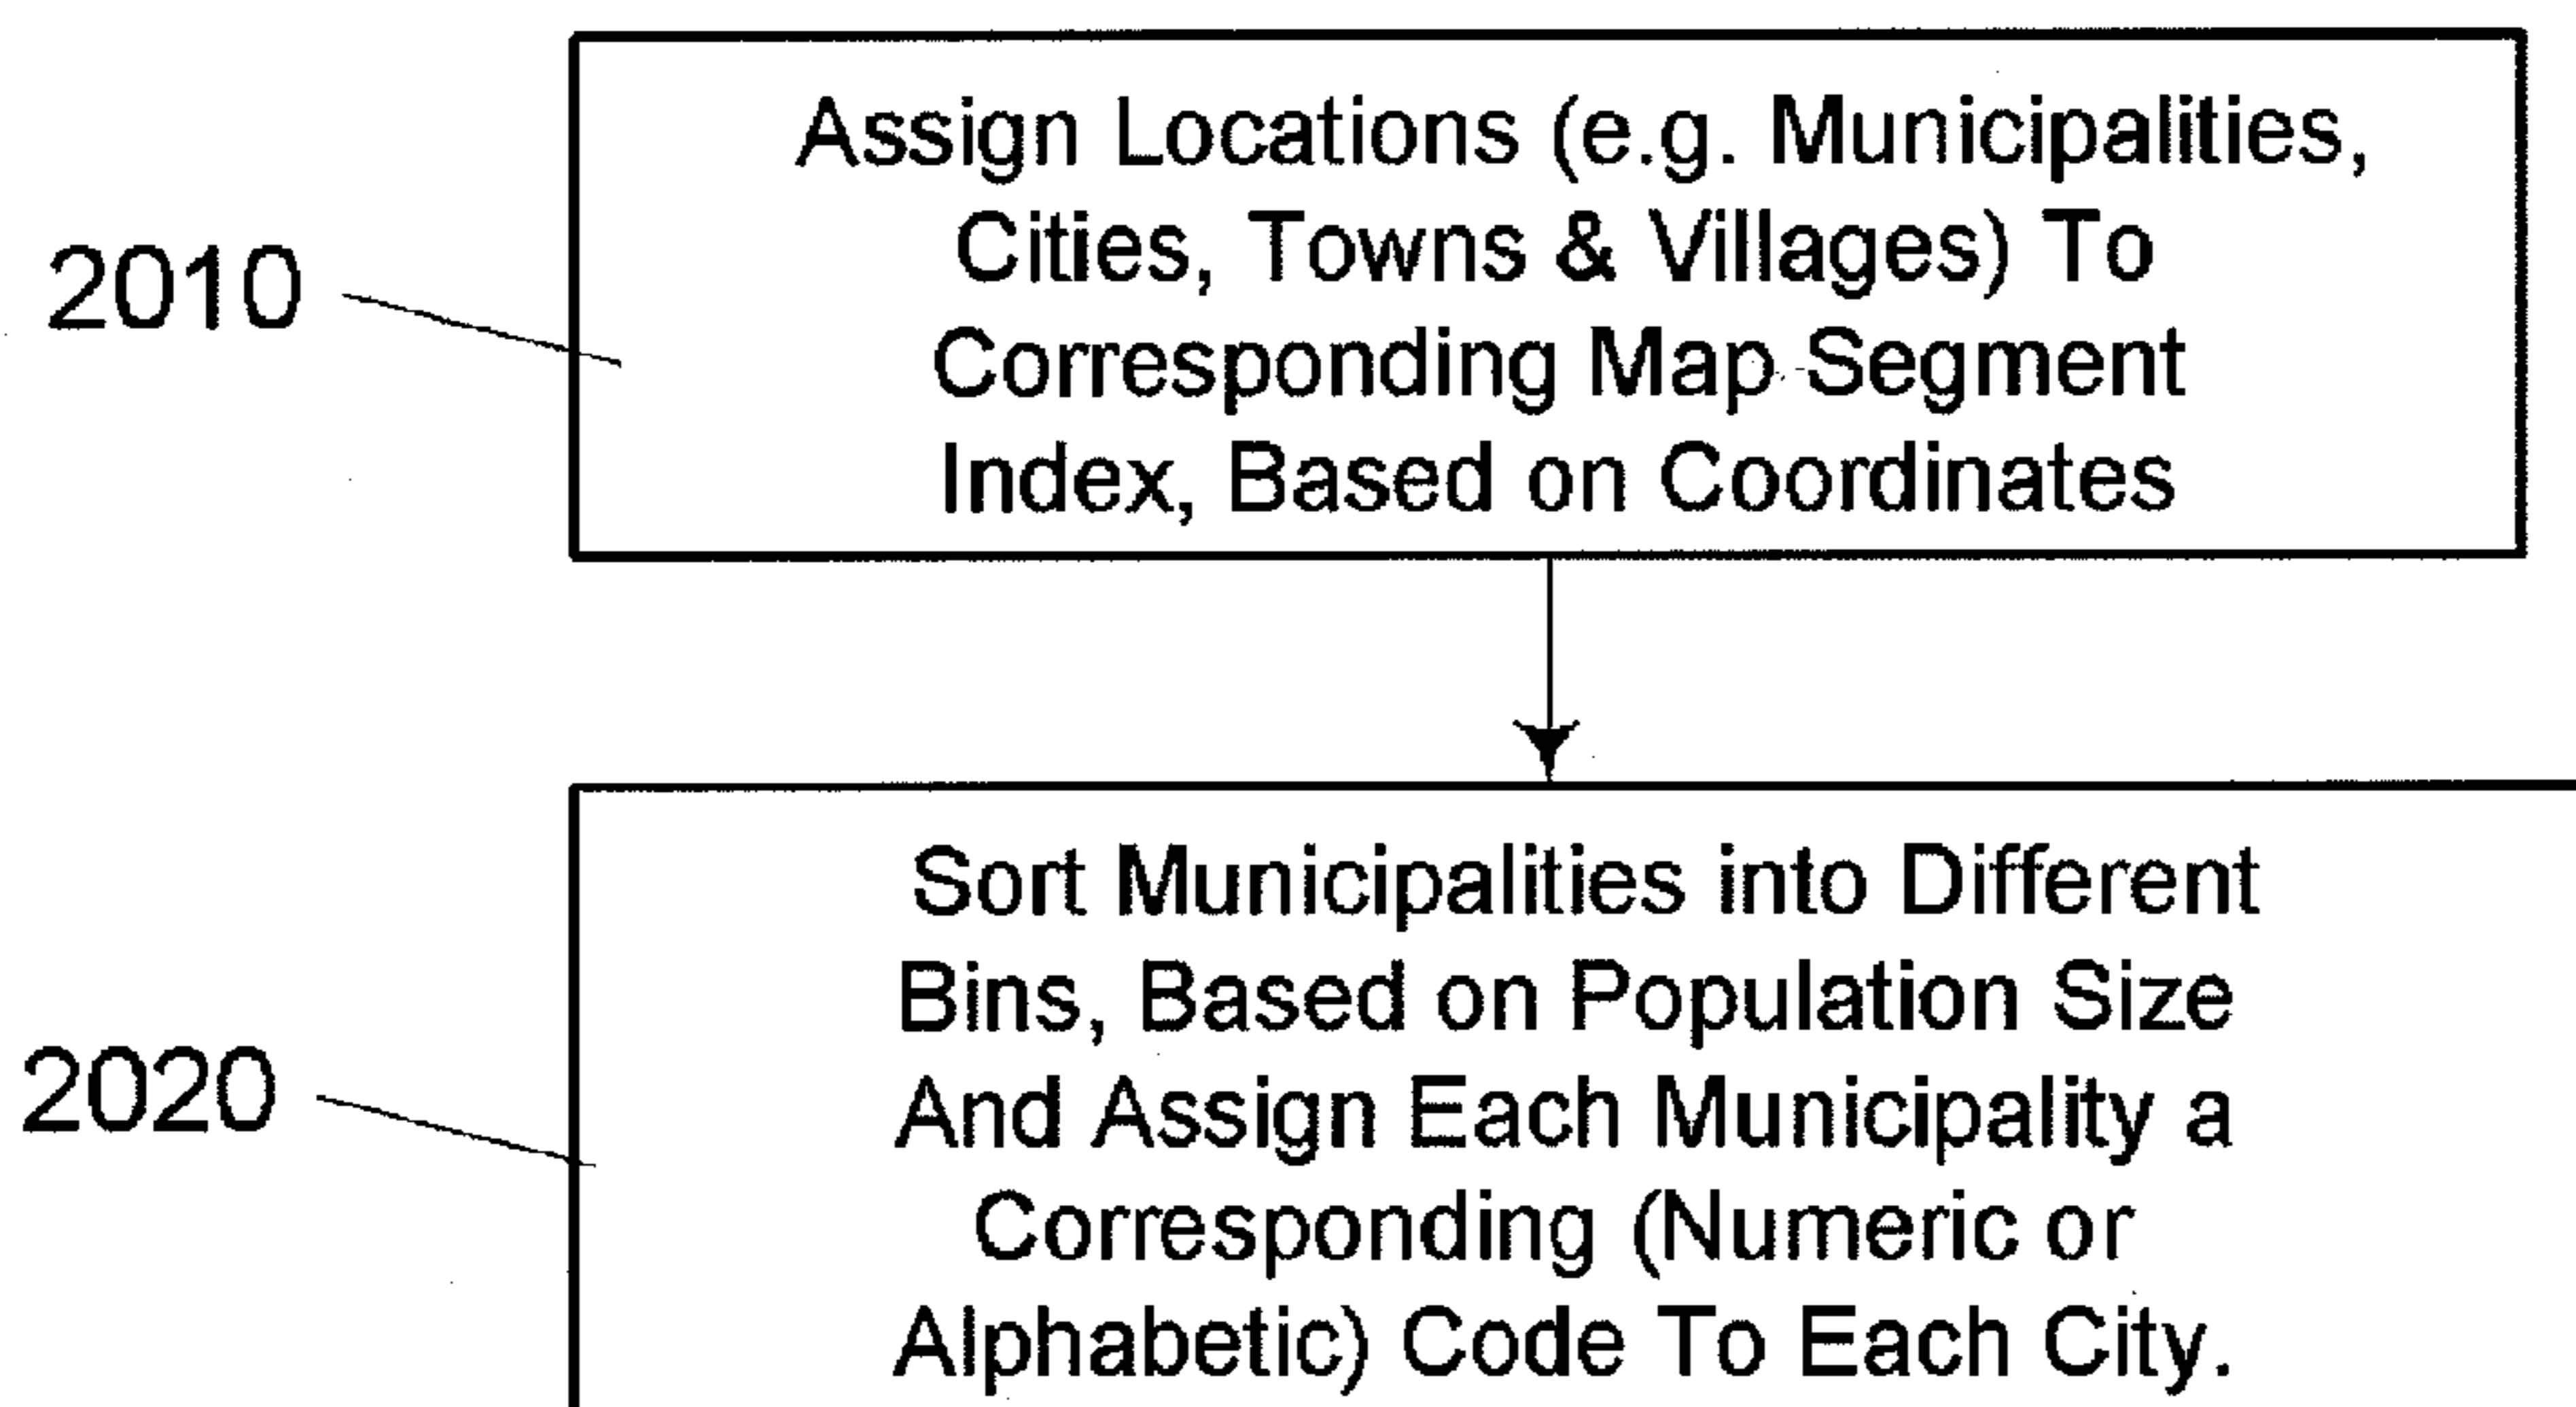 Assign Locations (e.g. Municipalities,
Cities, Towns & Villages) To
2010
Corresponding Map Segment
Index, Based on Coordinates
Sort Municipalities into Different
Bins, Based on Population Size
2020
And Assign Each Municipality a
Corresponding (Numeric or
Alphabetic) Code To Each City.